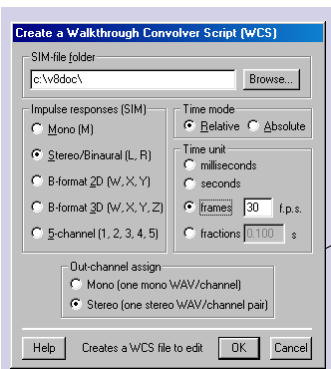 Create a Walkthrough Convolver Script (WCS)
SIM-file folder
c:\v8doc\
Browse...
Impulse responses (SIM)
Mono (M)
Stereo/Binaural (L, R)
B-format 2D (W, X, Y)
B-format 3D (W, X, Y, Z)
5-channel (1, 2, 3, 4, 5)
Time mode
Relative Absolute
Time unit
milliseconds
seconds
frames 30 f.p.s.
fractions 0.100 s
Out-channel assign
Mono (one mono WAV/channel)
Stereo (one stereo WAV/channel pair)
Help Creates a WCS file to edit OK Cancel